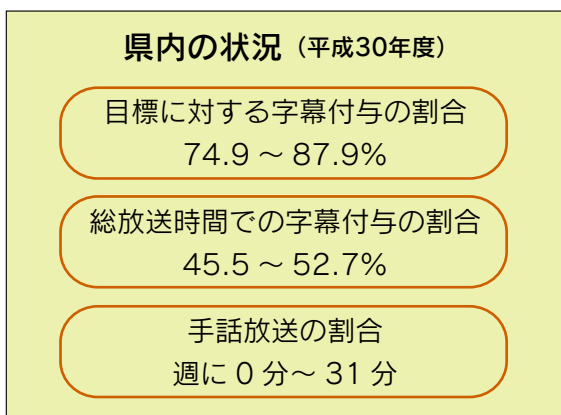 県内の状況（平成30年度）
目標に対する字幕付与の割合
74.9 ～ 87.9%
総放送時間での字幕付与の割合
45.5 ～ 52.7%
手話放送の割合
週に 0 分～ 31 分